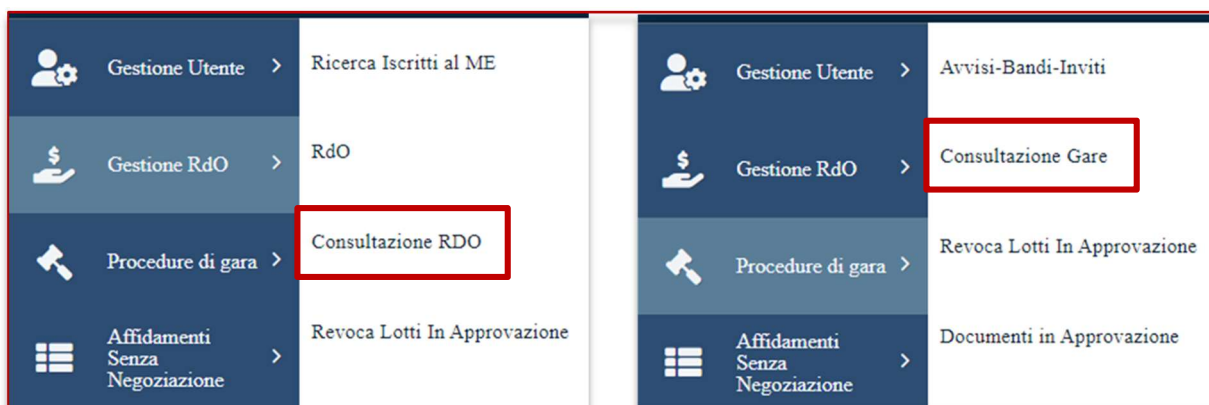 Gestione Utente
Gestione RdO
Procedure di gara
Affidamenti
Senza
Negoziazione
Ricerca Iscritti al ME
RdO
Consultazione RDO
Revoca Lotti In Approvazione
Gestione Utente
Gestione RdO
Procedure di gara
Affidamenti
Senza
Negoziazione
Avvisi-Bandi-Inviti
Consultazione Gare
Revoca Lotti In Approvazione
Documenti in Approvazione